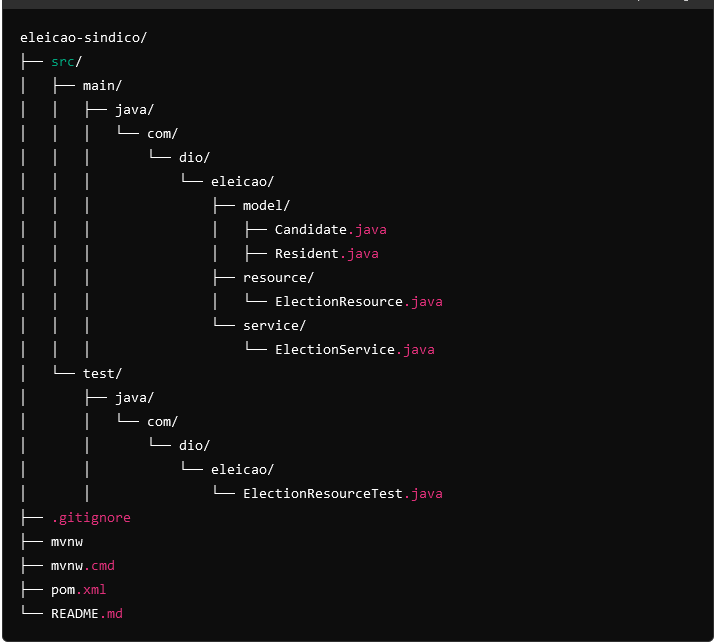 eleicao-sindico/
├── src/
│   ├── main/
│   │   ├── java/
│   │   │   └── com/
│   │   │       └── dio/
│   │   │           └── eleicao/
│   │   │               ├── model/
│   │   │               │   ├── Candidate.java
│   │   │               │   ├── Resident.java
│   │   │               ├── resource/
│   │   │               │   └── ElectionResource.java
│   │   │               └── service/
│   │   │                   └── ElectionService.java
│   └── test/
│       ├── java/
│       │   └── com/
│       │       └── dio/
│       │           └── eleicao/
│       │               └── ElectionResourceTest.java
├── .gitignore
├── mvnw
├── mvnw.cmd
├── pom.xml
└── README.md